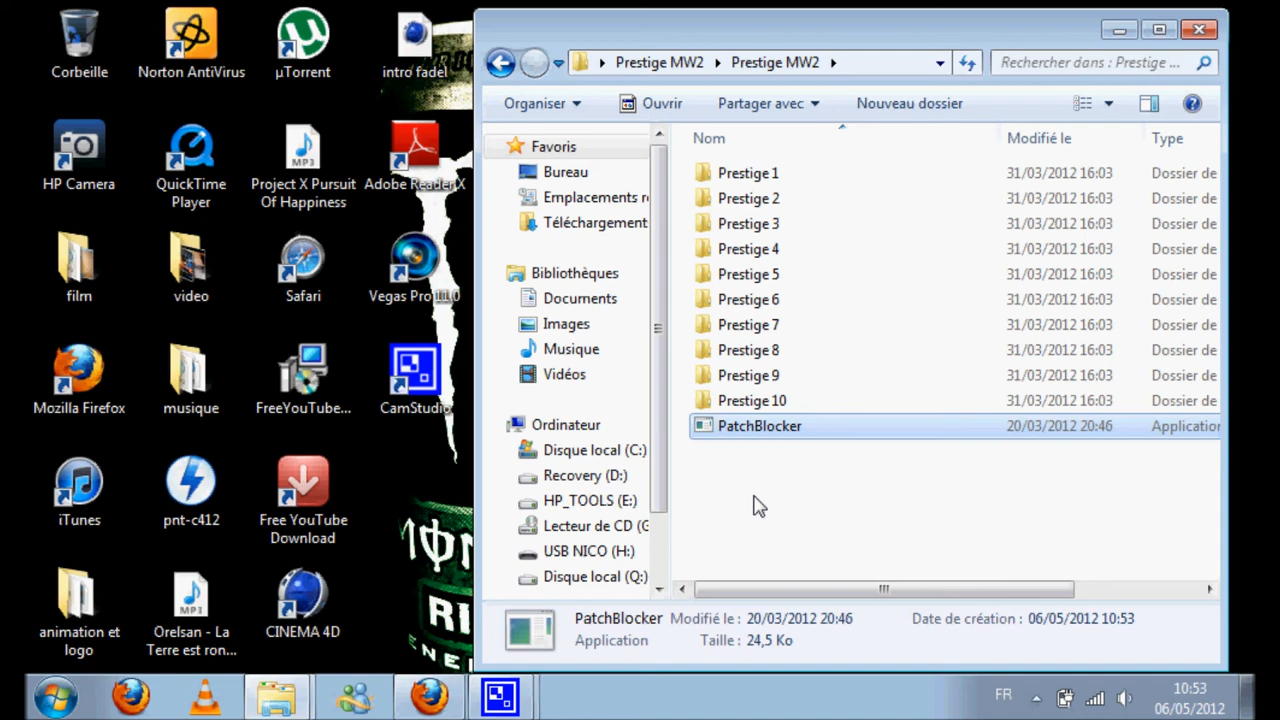 Corbeille
Norton AntiVirus
µTorrent
intro fadel
HP Camera
QuickTime
Player
MP3
Project X Pursuit
Of Happiness
Adobe Reader X
film
video
Safari
Vegas Pro 11.0
Mozilla Firefox
musique
FreeYouTube...
CamStudio
iTunes
pnt-c412
Free YouTube
Download
animation et
logo
MP3
Orelsan - La
Terre est ron...
CINEMA 4D
Prestige MW2
Prestige MW2
Rechercher dans : Prestige ...
Organiser
Ouvrir
Partager avec
Nouveau dossier
Favoris
Bureau
Emplacements r
Téléchargement
Bibliothèques
Documents
Images
Musique
Vidéos
Ordinateur
Disque local (C:)
Recovery (D:)
HP_TOOLS (E:)
Lecteur de CD (G
USB NICO (H:)
Disque local (Q:)
Nom Modifié le Type
Prestige 1 31/03/2012 16:03 Dossier de
Prestige 2 31/03/2012 16:03 Dossier de
Prestige 3 31/03/2012 16:03 Dossier de
Prestige 4 31/03/2012 16:03 Dossier de
Prestige 5 31/03/2012 16:03 Dossier de
Prestige 6 31/03/2012 16:03 Dossier de
Prestige 7 31/03/2012 16:03 Dossier de
Prestige 8 31/03/2012 16:03 Dossier de
Prestige 9 31/03/2012 16:03 Dossier de
Prestige 10 31/03/2012 16:03 Dossier de
PatchBlocker 20/03/2012 20:46 Application
PatchBlocker Modifié le : 20/03/2012 20:46 Date de création : 06/05/2012 10:53
Application Taille : 24,5 Ko
FR
10:53
06/05/2012